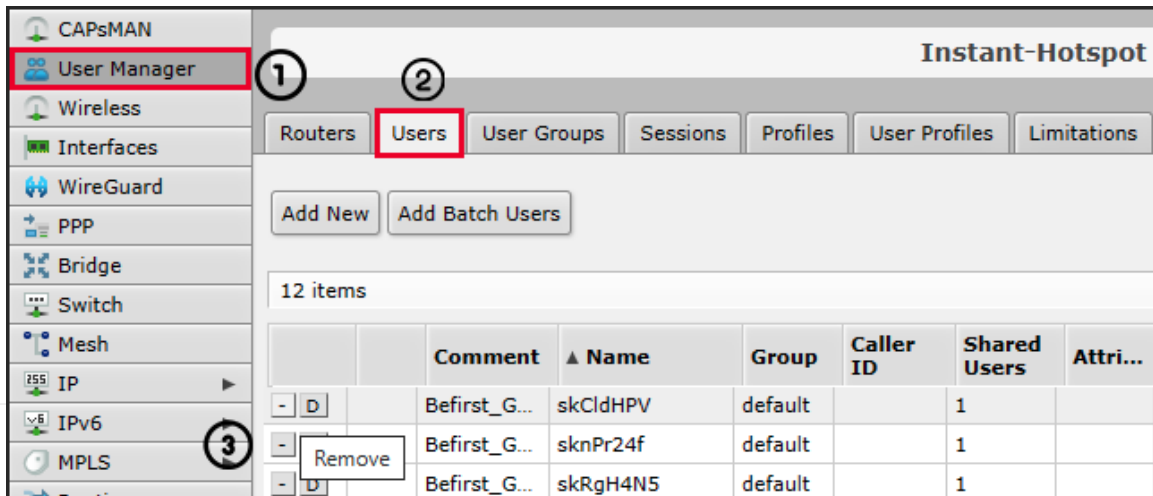 CAPsMAN
User Manager
Wireless
Interfaces
WireGuard
PPP
Bridge
Switch
Mesh
255 IP
v6 IPv6
MPLS
1
2
3
Instant-Hotspot
Routers Users User Groups Sessions Profiles User Profiles Limitations
Add New Add Batch Users
12 items
Comment ▲ Name Group Caller ID Shared Users Attri...
- D Befirst_G... skCldHPV default 1
- Befirst_G... sknPr24f default 1
Remove
- D Befirst_G... skRgH4N5 default 1